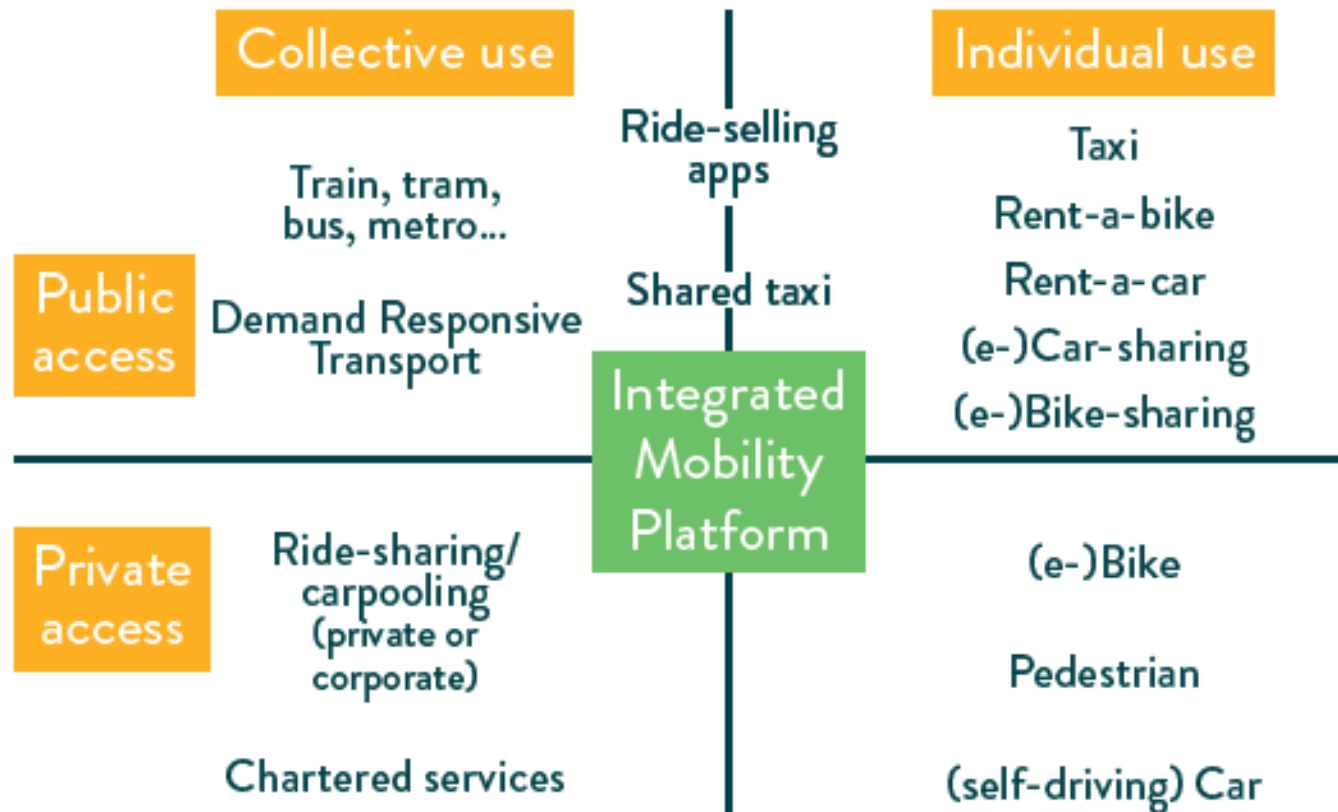 Collective use
Individual use
Public
access
Train, tram,
bus, metro...
Demand Responsive
Transport
Ride-selling
apps
Shared taxi
Taxi
Rent-a-bike
Rent-a-car
(e-)Car-sharing
(e-)Bike-sharing
Integrated
Mobility
Platform
Private
access
Ride-sharing/
carpooling
(private or
corporate)
Chartered services
(e-)Bike
Pedestrian
(self-driving) Car